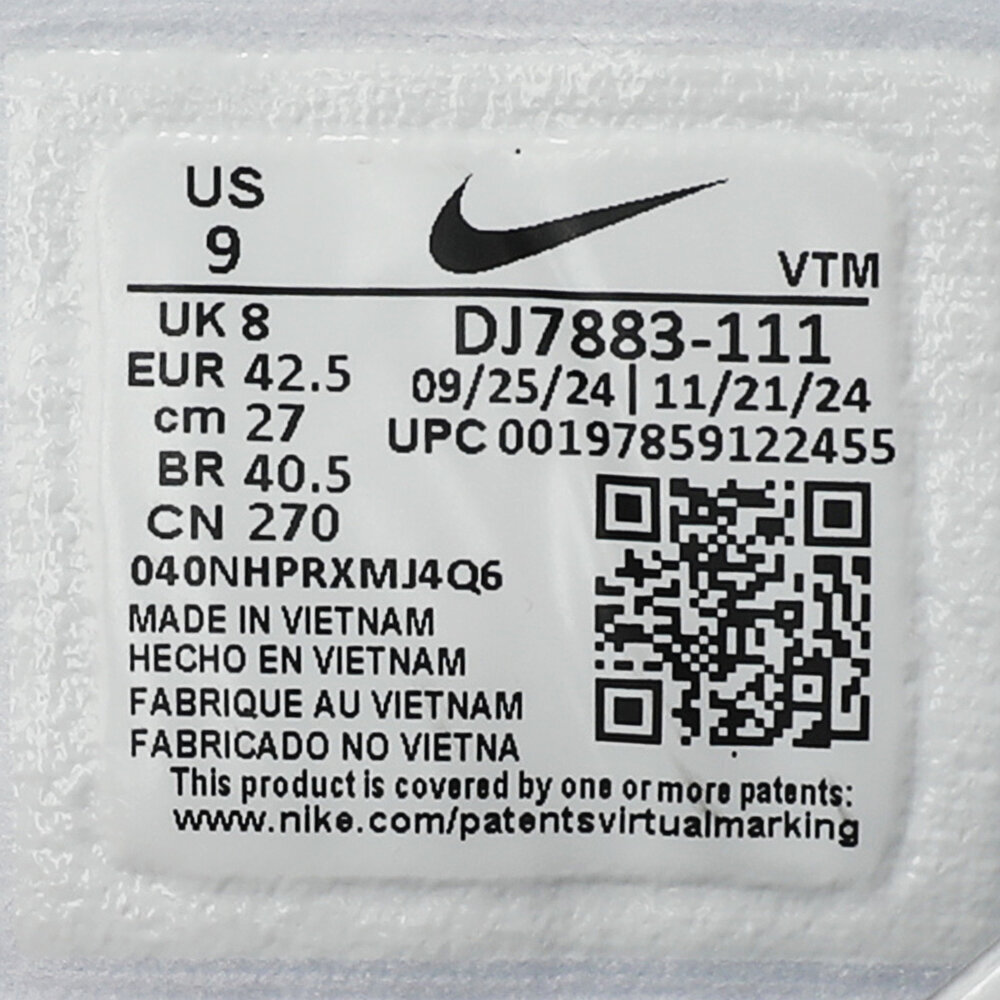 US
9
VTM
UK 8
EUR 42.5
cm 27
BR 40.5
CN 270
DJ7883-111
09/25/24 | 11/21/24
UPC 00197859122455
040NHPRXMJ4Q6
MADE IN VIETNAM
HECHO EN VIETNAM
FABRIQUE AU VIETNAM
FABRICADO NO VIETNA
This product is covered by one or more patents:
www.nike.com/patentsvirtualmarking